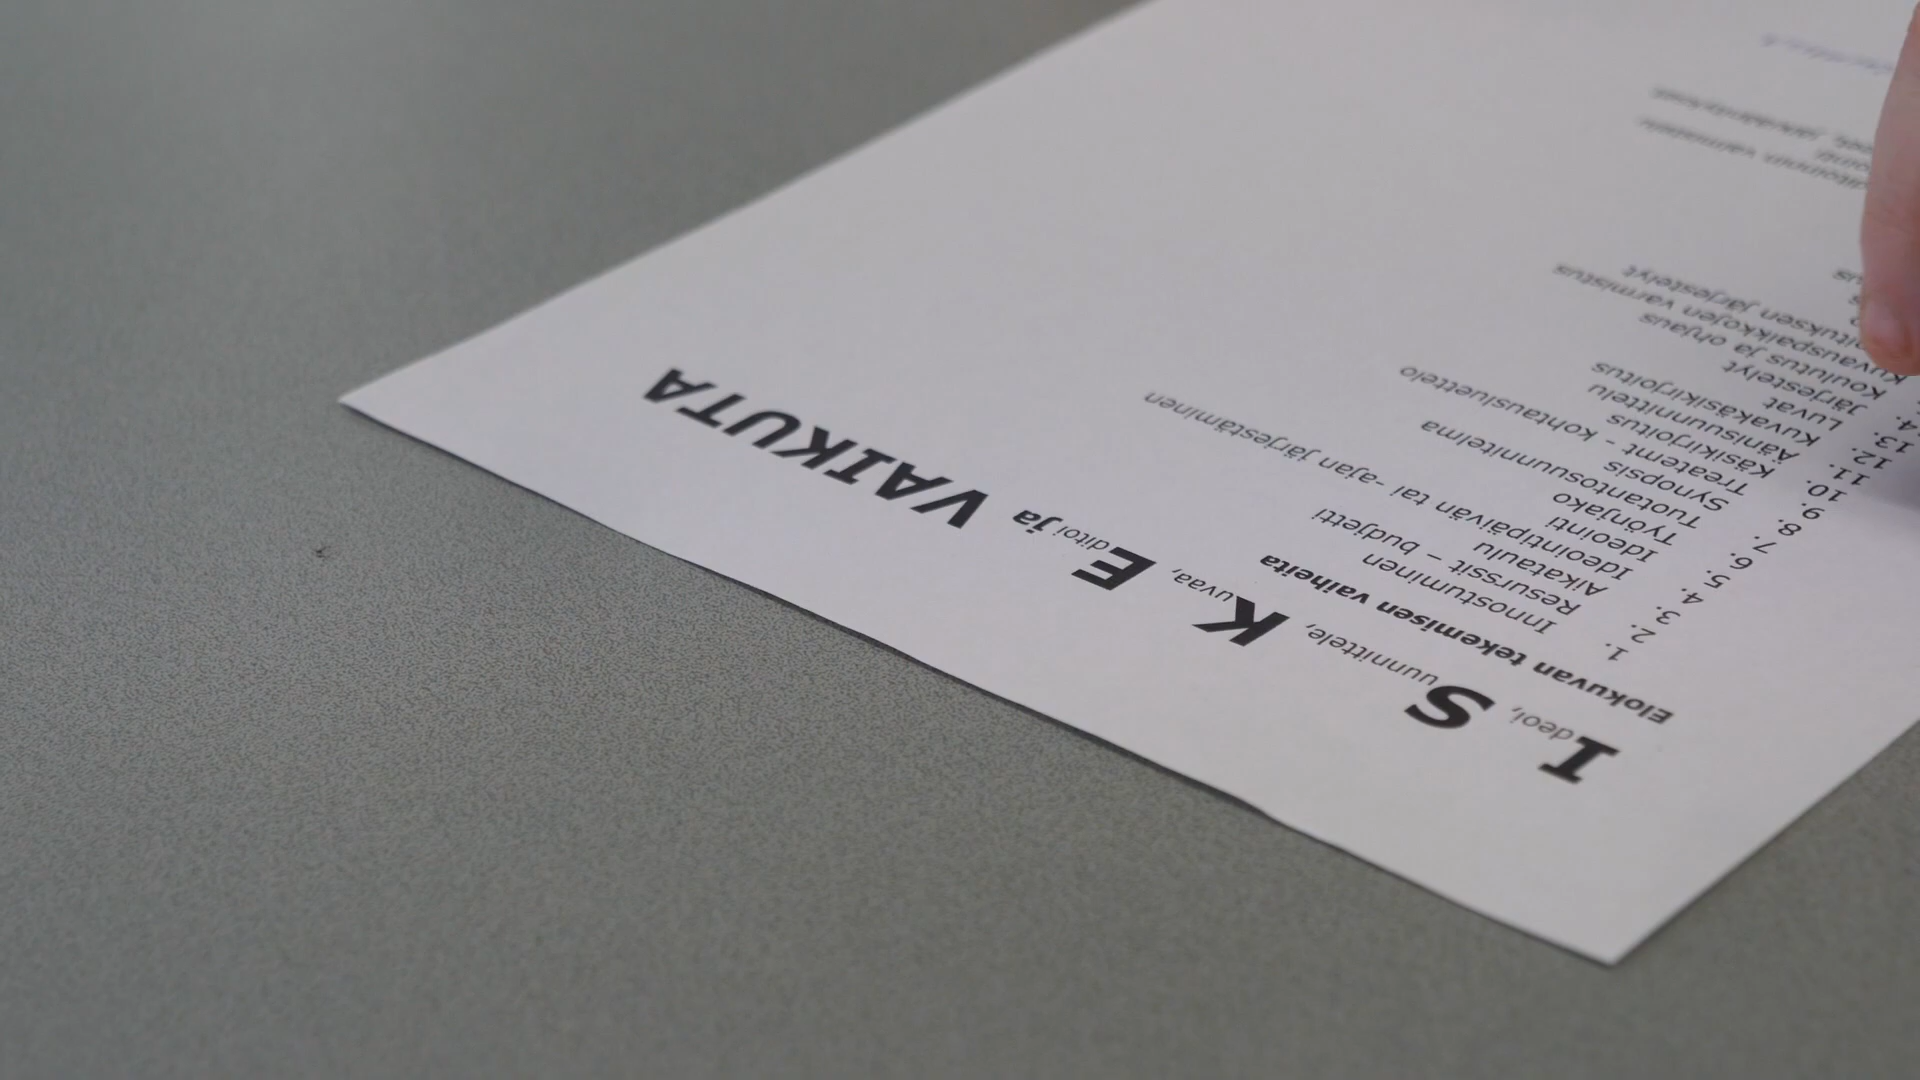 Ideoi, Suunnittele, Kuvaa, Editoi ja VAIKUTA
Elokuvan tekemisen vaiheita
1. Innostuminen
2. Resurssit – budjetti
3. Aikataulu
4. Ideointipäivän tai -ajan järjestäminen
5. Ideointi
6. Työnjako
7. Tuotantosuunnitelma
8. Synopsis
9. Treatemt - kohtausluettelo
10. Käsikirjoitus
11. Äänisuunnittelu
12. Kuvakäsikirjoitus
13. Luvat
Järjestelyt
Koulutus ja ohjaus
Kuvauspaikkojen varmistus
järjestelyt